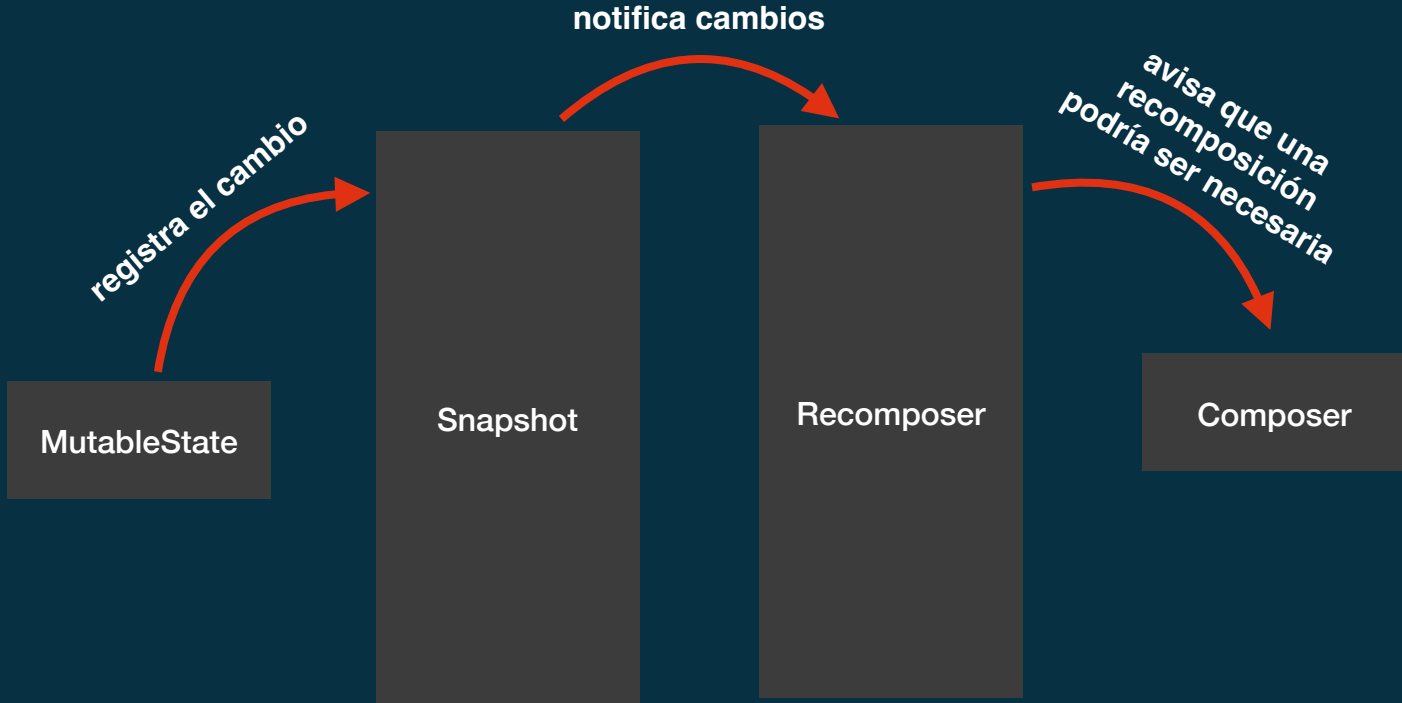 notifica cambios
registra el cambio
avisa que una
recomposición
podría ser necesaria
MutableState
Snapshot
Recomposer
Composer